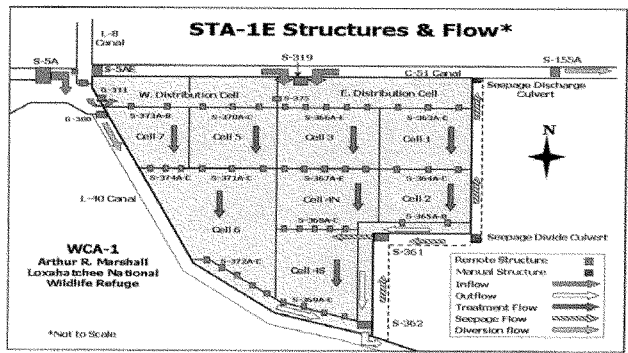 STA-1E Structures & Flow*
L-8
Canal
S-5A
S-5AE
S-319
S-155A
C-51 Canal
Seepage Discharge
Culvert
G-311
W. Distribution Cell
S-375
E. Distribution Cell
S-373A-B
S-370A-C
S-366A-E
S-363A-C
Cell 7
Cell 5
Cell 3
Cell 1
N
S-374A-C
S-371A-C
S-367A-E
S-364A-C
L-40 Canal
Cell 4N
Cell 2
S-368A-E
S-365A-B
Cell 6
Seepage Divide Culvert
WCA-1
Arthur R. Marshall
Loxahatchee National
Wildlife Refuge
S-372A-E
Cell 4S
S-369A-C
S-361
S-362
Remote Structure
Manual Structure
Inflow
Outflow
Treatment Flow
Seepage Flow
Diversion flow
*Not to Scale